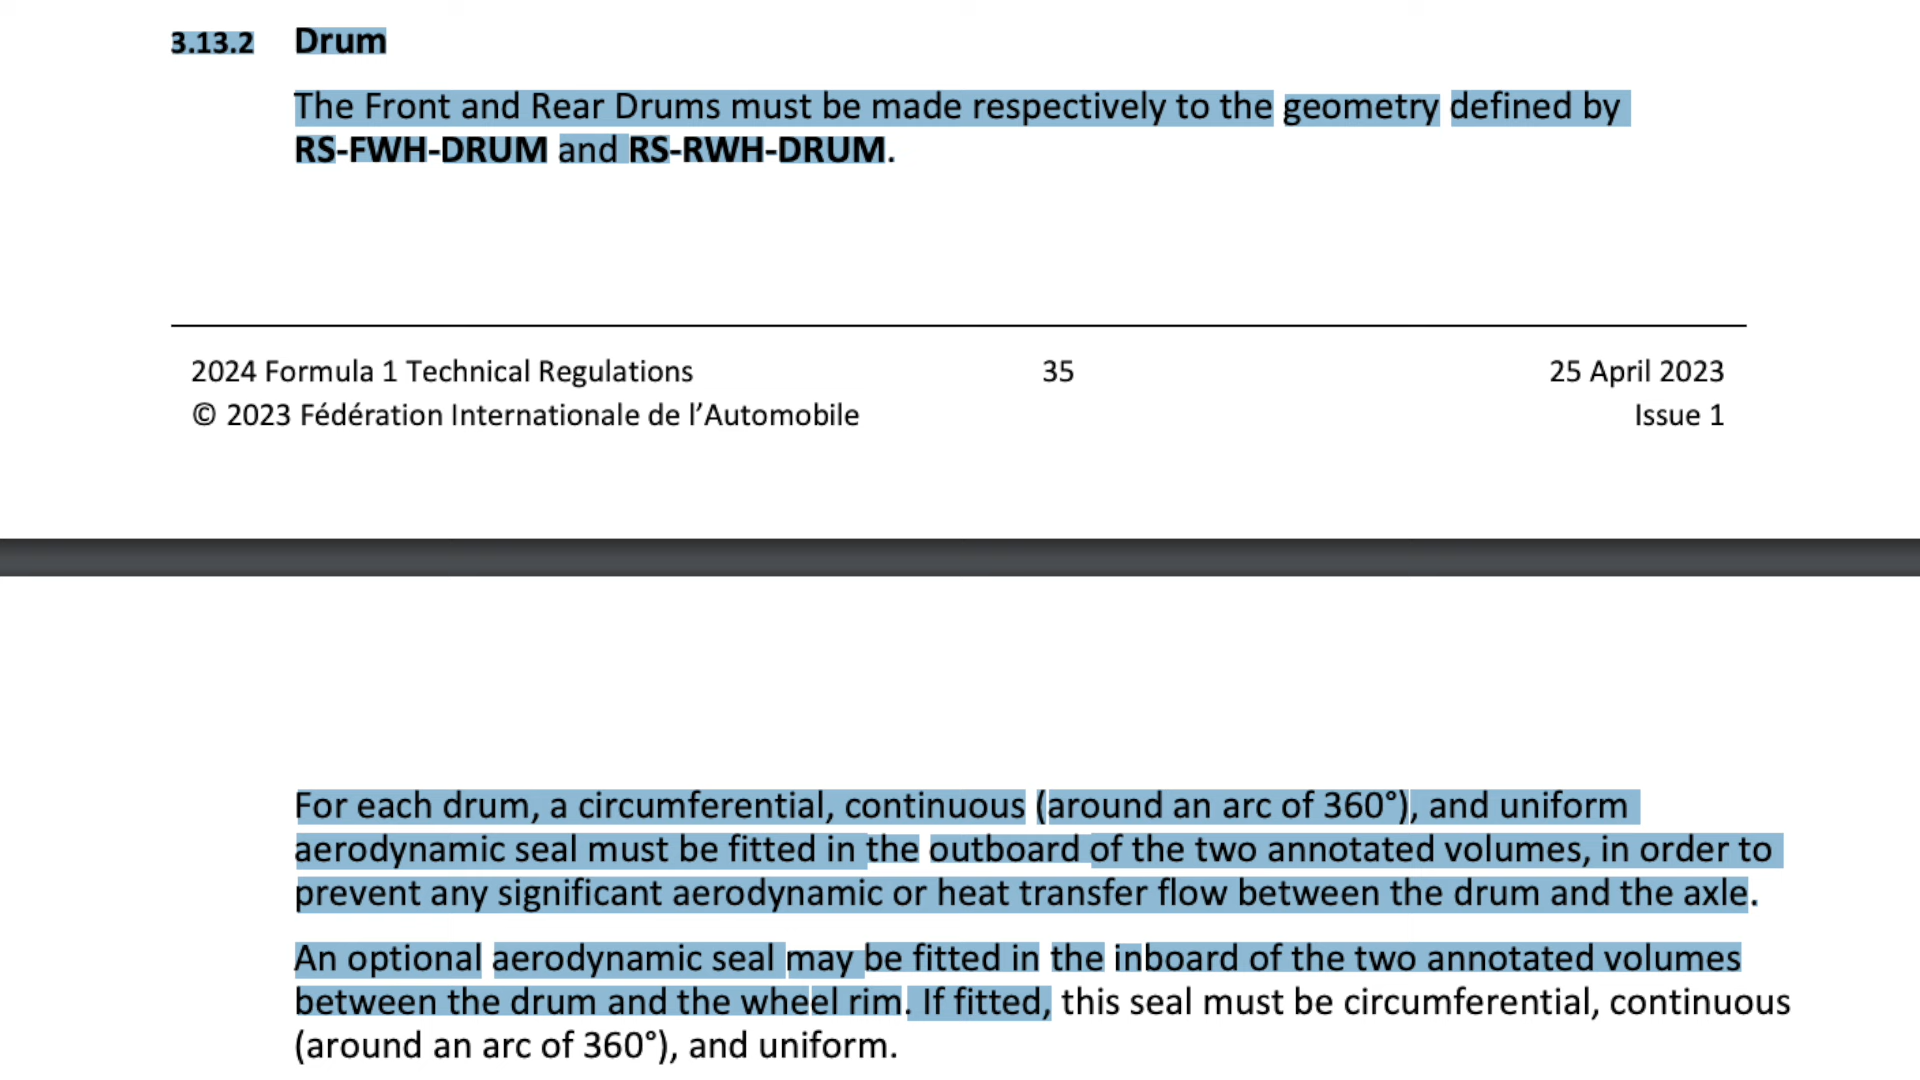 3.13.2 Drum
The Front and Rear Drums must be made respectively to the geometry defined by
RS-FWH-DRUM and RS-RWH-DRUM.
2024 Formula 1 Technical Regulations 35 25 April 2023
© 2023 Fédération Internationale de l’Automobile Issue 1
For each drum, a circumferential, continuous (around an arc of 360°), and uniform
aerodynamic seal must be fitted in the outboard of the two annotated volumes, in order to
prevent any significant aerodynamic or heat transfer flow between the drum and the axle.
An optional aerodynamic seal may be fitted in the inboard of the two annotated volumes
between the drum and the wheel rim. If fitted, this seal must be circumferential, continuous
(around an arc of 360°), and uniform.